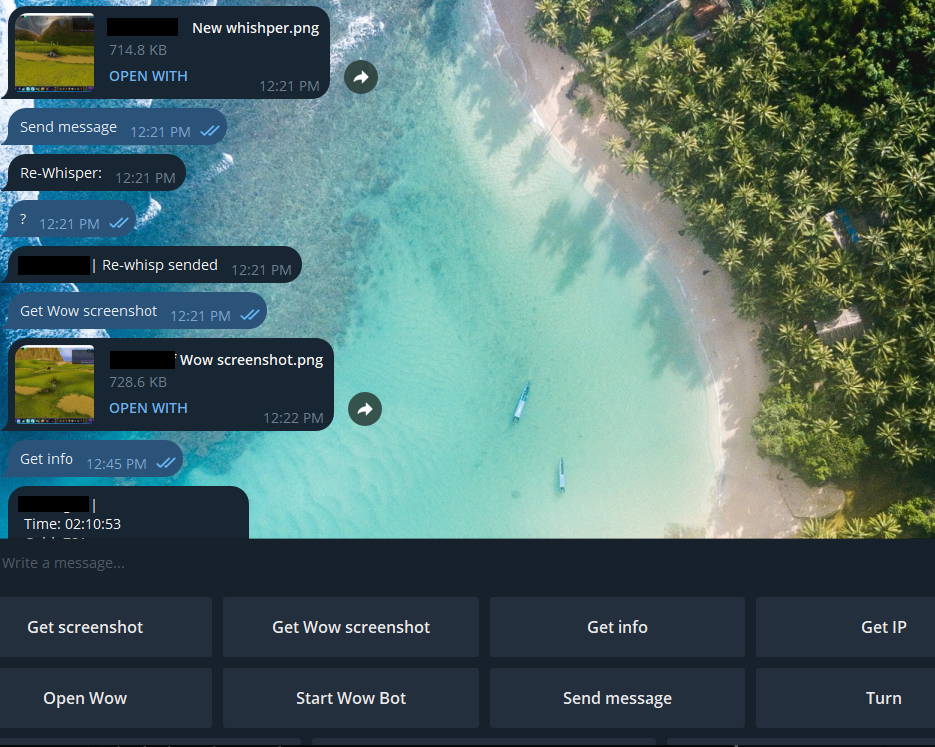 New whishper.png
714.8 KB
OPEN WITH
12:21 PM
Send message 12:21 PM
Re-Whisper: 12:21 PM
? 12:21 PM
| Re-whisp sended 12:21 PM
Get Wow screenshot 12:21 PM
Wow screenshot.png
728.6 KB
OPEN WITH
12:22 PM
Get info 12:45 PM
|
Time: 02:10:53
Write a message...
Get screenshot Get Wow screenshot Get info Get IP
Open Wow Start Wow Bot Send message Turn